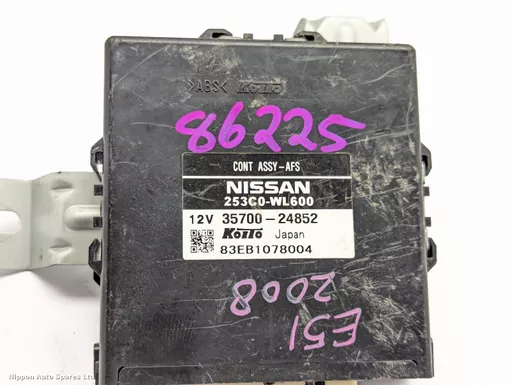 >ABS< KOITO
86225
CONT ASSY-AFS
NISSAN
253C0-WL600
12V 35700-24852
KOITO Japan
83EB1078004
E51
2008
Nippon Auto Spares Ltd